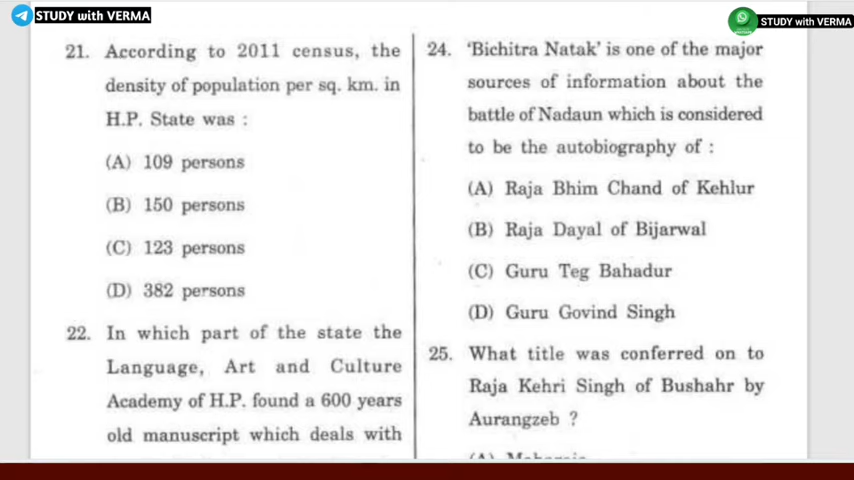 STUDY with VERMA
STUDY with VERMA
21. According to 2011 census, the
density of population per sq. km. in
H.P. State was :
(A) 109 persons
(B) 150 persons
(C) 123 persons
(D) 382 persons
22. In which part of the state the
Language, Art and Culture
Academy of H.P. found a 600 years
old manuscript which deals with
24. 'Bichitra Natak' is one of the major
sources of information about the
battle of Nadaun which is considered
to be the autobiography of :
(A) Raja Bhim Chand of Kehlur
(B) Raja Dayal of Bijarwal
(C) Guru Teg Bahadur
(D) Guru Govind Singh
25. What title was conferred on to
Raja Kehri Singh of Bushahr by
Aurangzeb ?